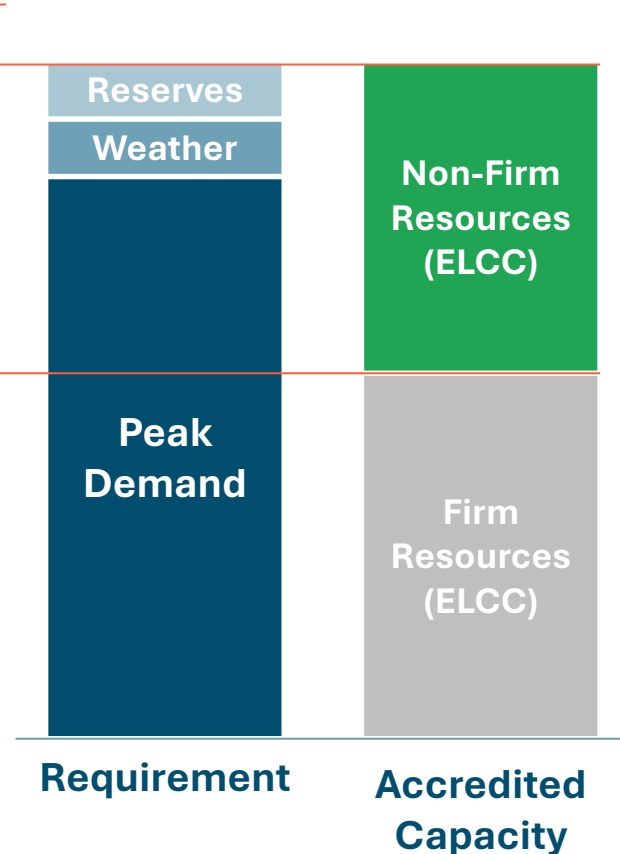 Reserves
Weather
Peak
Demand
Requirement
Non-Firm
Resources
(ELCC)
Firm
Resources
(ELCC)
Accredited
Capacity